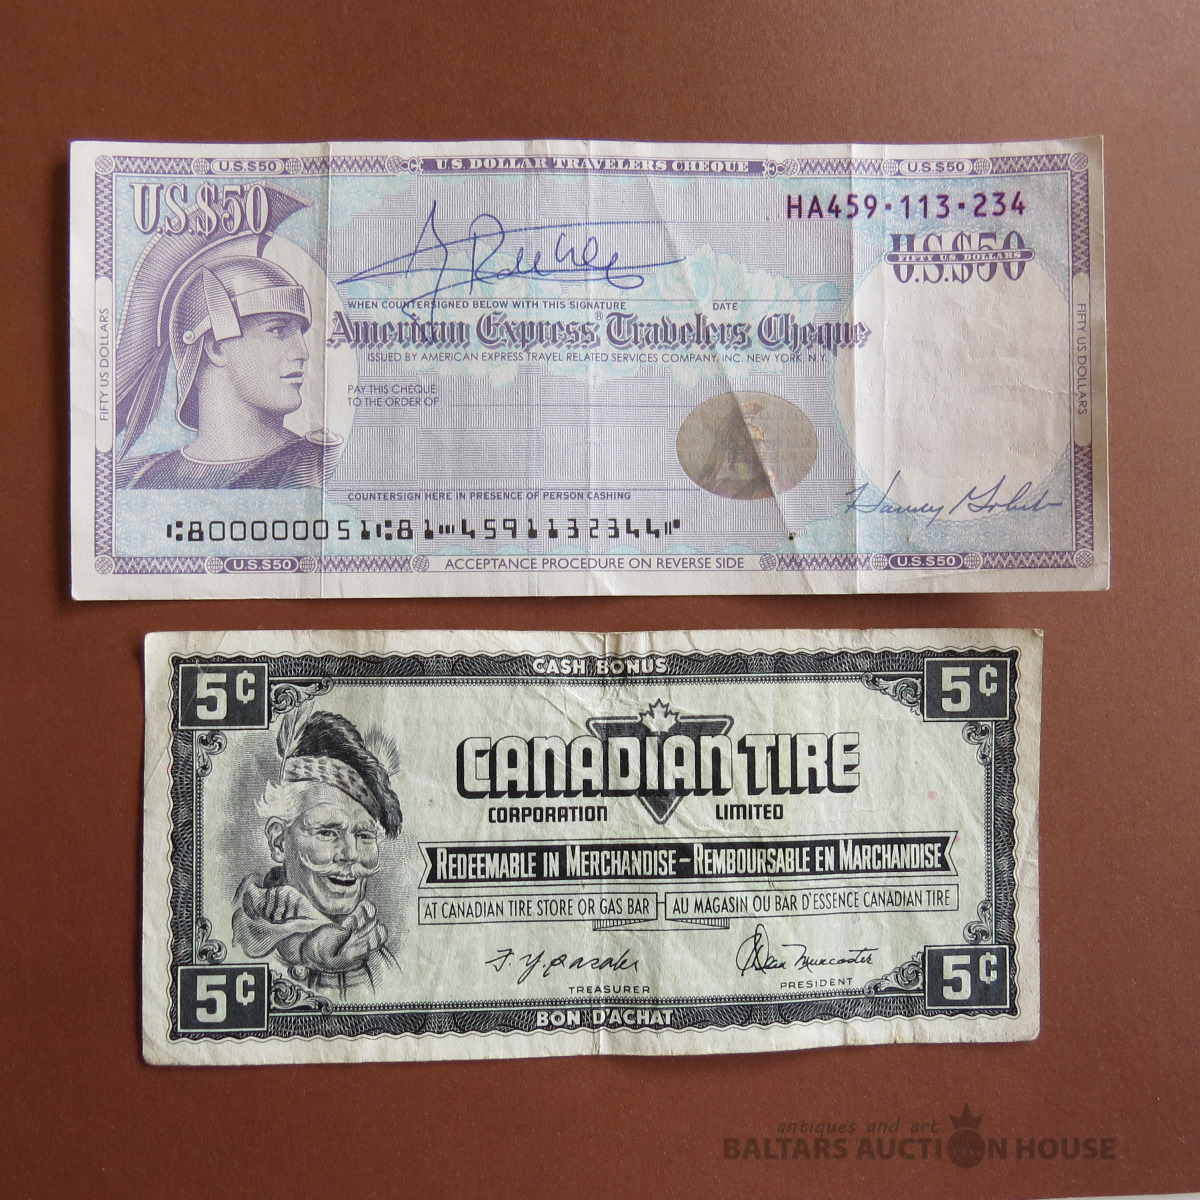 U.S.$50 U.S. DOLLAR TRAVELERS CHEQUE U.S.$50
U.S.$50
HA459·113·234
U.S.$50
FIFTY U.S. DOLLARS
WHEN COUNTERSIGNED BELOW WITH THIS SIGNATURE DATE
American Express® Travelers Cheque
ISSUED BY AMERICAN EXPRESS TRAVEL RELATED SERVICES COMPANY, INC. NEW YORK, N.Y.
FIFTY US DOLLARS
FIFTY US DOLLARS
PAY THIS CHEQUE
TO THE ORDER OF
COUNTERSIGN HERE IN PRESENCE OF PERSON CASHING
⑆800000051⑆81⑉4591132344⑈
U.S.$50 ACCEPTANCE PROCEDURE ON REVERSE SIDE U.S.$50
CASH BONUS
5¢ 5¢
CANADIAN TIRE
CORPORATION LIMITED
REDEEMABLE IN MERCHANDISE – REMBOURSABLE EN MARCHANDISE
AT CANADIAN TIRE STORE OR GAS BAR AU MAGASIN OU BAR D'ESSENCE CANADIAN TIRE
TREASURER PRESIDENT
5¢ 5¢
BON D'ACHAT
antiques and art
BALTARS AUCTION HOUSE